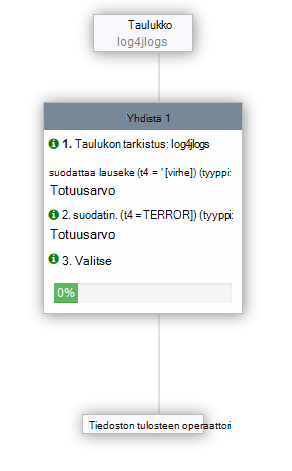 Taulukko
log4jlogs
Yhdistä 1
1. Taulukon tarkistus: log4jlogs
suodattaa lauseke (t4 = ' [virhe]) (tyyppi:
Totuusarvo
2. suodatin. (t4 = TERROR]) (tyyppi:
Totuusarvo
3. Valitse
0%
Tiedoston tulosteen operaattori